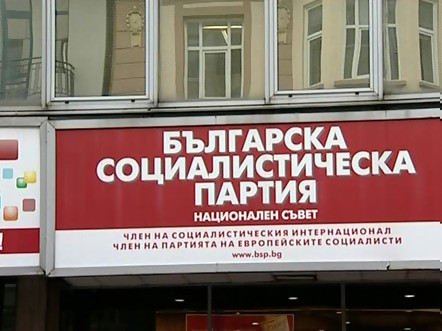 БЪЛГАРСКА
СОЦИАЛИСТИЧЕСКА
ПАРТИЯ
НАЦИОНАЛЕН СЪВЕТ
ЧЛЕН НА СОЦИАЛИСТИЧЕСКИЯ ИНТЕРНАЦИОНАЛ
ЧЛЕН НА ПАРТИЯТА НА ЕВРОПЕЙСКИТЕ СОЦИАЛИСТИ
www.bsp.bg